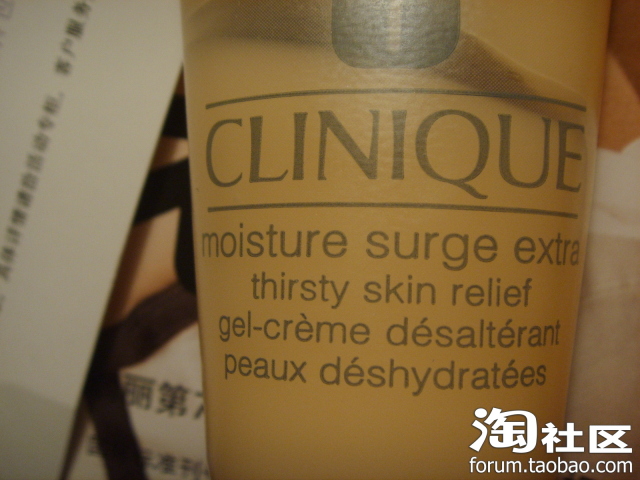 CLINIQUE
moisture surge extra
thirsty skin relief
gel-crème désaltérant
peaux déshydratées
淘社区
forum.taobao.com